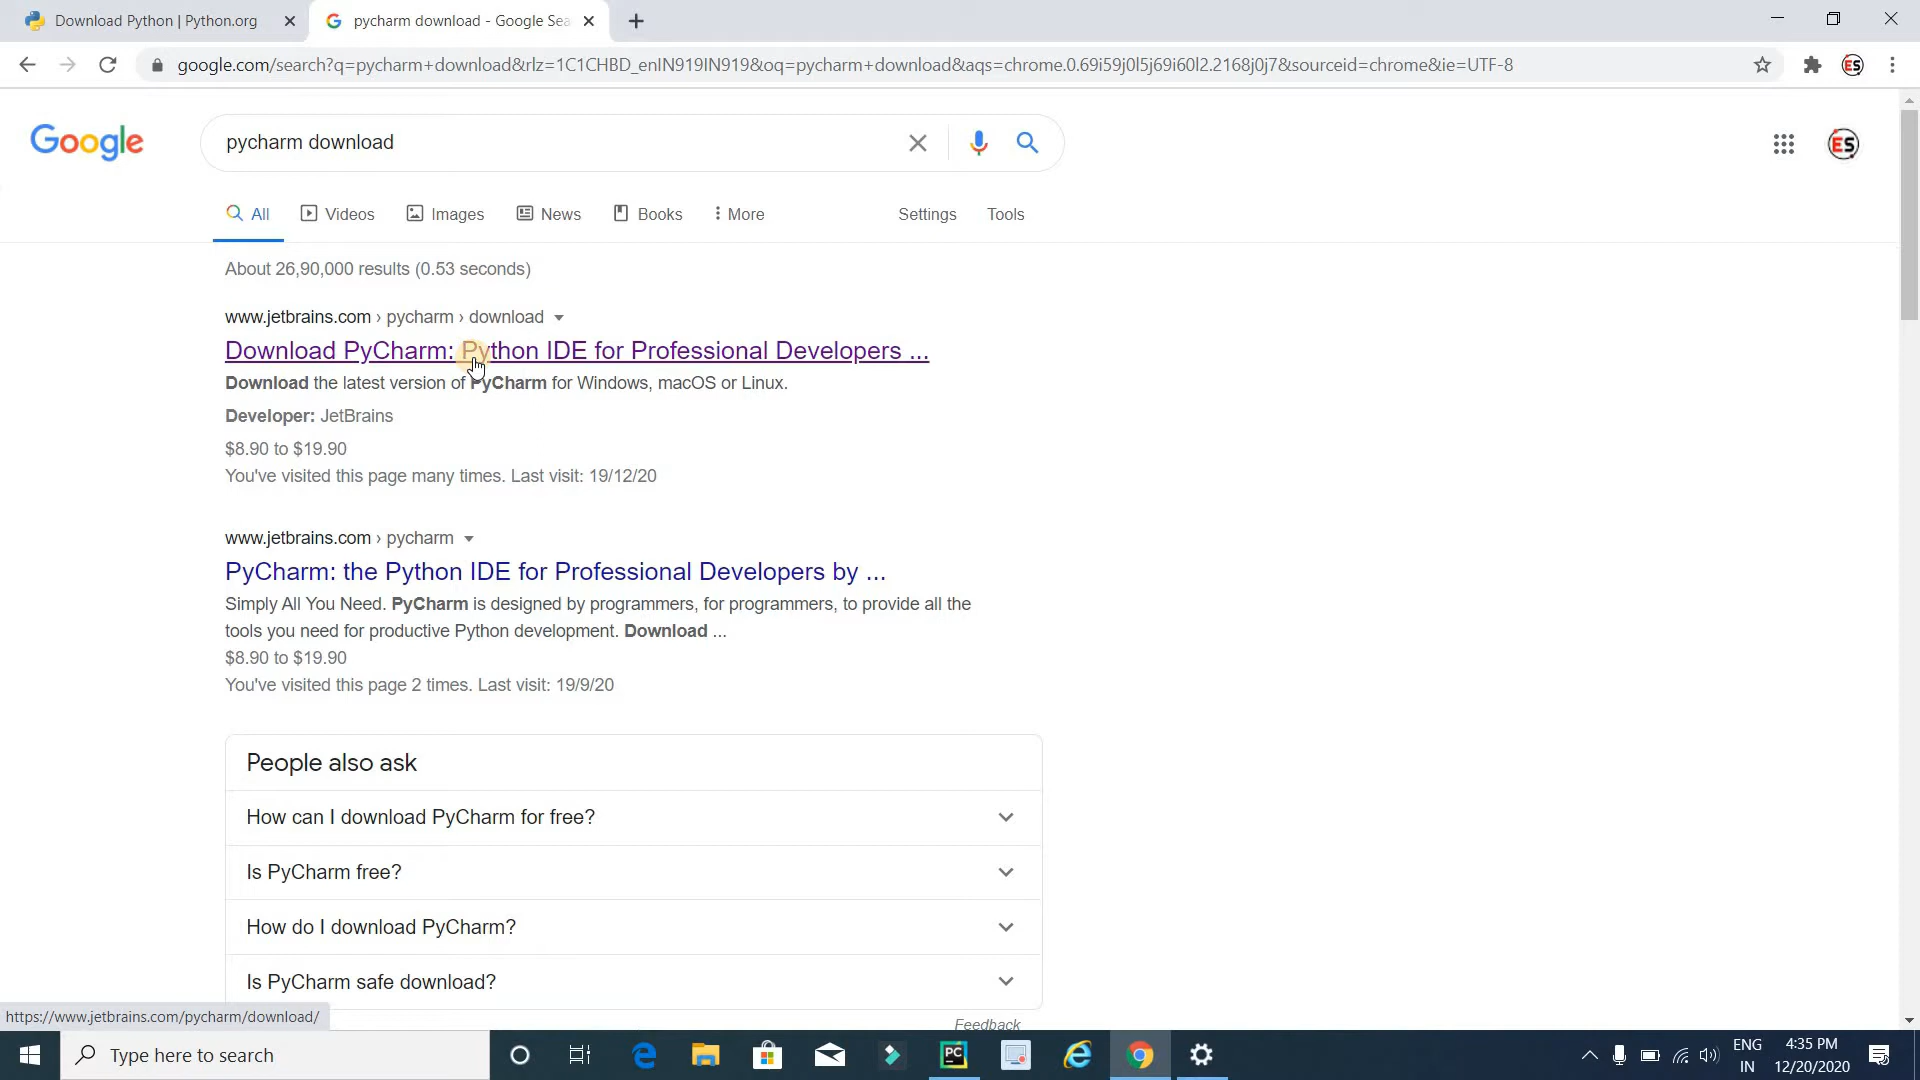 Download Python | Python.org
pycharm download - Google Sea
google.com/search?q=pycharm+download&rlz=1C1CHBD_enIN919IN919&oq=pycharm+download&aqs=chrome.0.69i59j0l5j69i60l2.2168j0j7&sourceid=chrome&ie=UTF-8
ES
Google
pycharm download
ES
All
Videos
Images
News
Books
More
Settings
Tools
About 26,90,000 results (0.53 seconds)
www.jetbrains.com › pycharm › download
Download PyCharm: Python IDE for Professional Developers ...
Download the latest version of PyCharm for Windows, macOS or Linux.
Developer: JetBrains
$8.90 to $19.90
You've visited this page many times. Last visit: 19/12/20
www.jetbrains.com › pycharm
PyCharm: the Python IDE for Professional Developers by ...
Simply All You Need. PyCharm is designed by programmers, for programmers, to provide all the
tools you need for productive Python development. Download ...
$8.90 to $19.90
You've visited this page 2 times. Last visit: 19/9/20
People also ask
How can I download PyCharm for free?
Is PyCharm free?
How do I download PyCharm?
Is PyCharm safe download?
Feedback
https://www.jetbrains.com/pycharm/download/
Type here to search
PC
ENG
IN
4:35 PM
12/20/2020